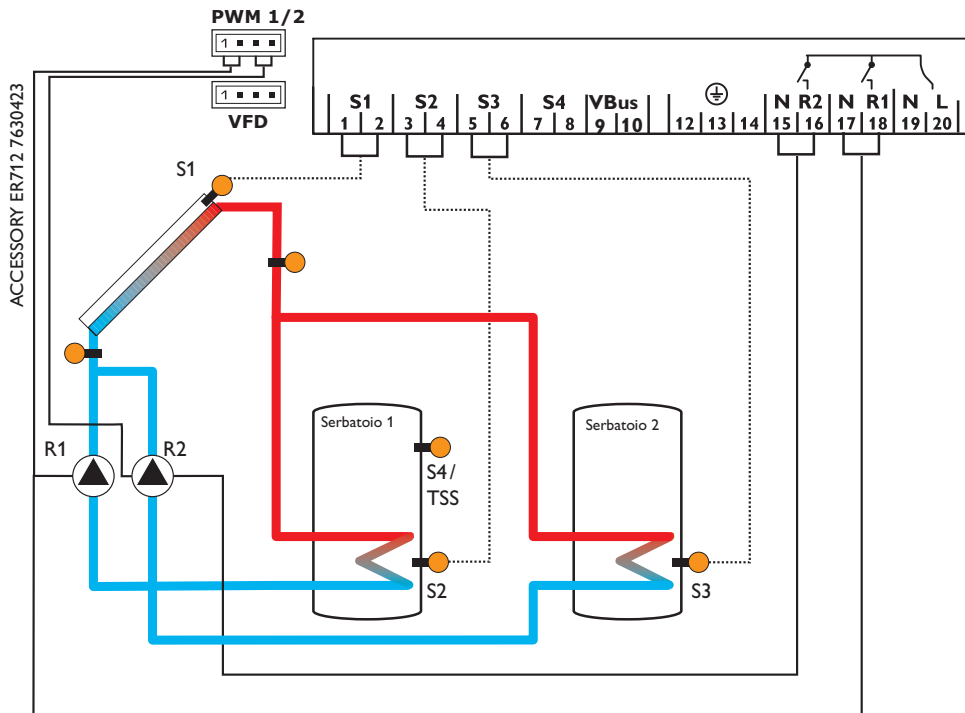 PWM 1/2
1
1
VFD
ACCESSORY ER712 7630423
S1 S2 S3 S4 VBus N R2 N R1 N L
1 2 3 4 5 6 7 8 9 10 12 13 14 15 16 17 18 19 20
S1
Serbatoio 1
Serbatoio 2
R1
R2
S4/
TSS
S2
S3